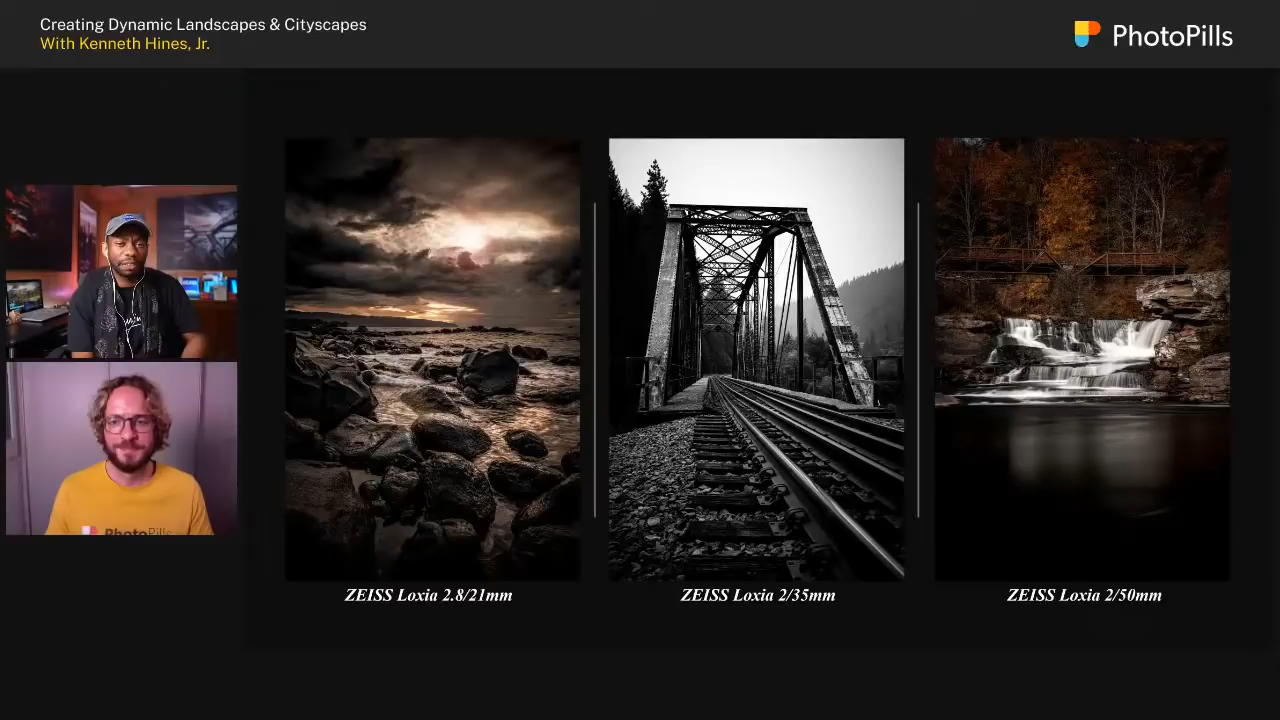 Creating Dynamic Landscapes & Cityscapes
With Kenneth Hines, Jr.
PhotoPills
PhotoPills
ZEISS Loxia 2.8/21mm
ZEISS Loxia 2/35mm
ZEISS Loxia 2/50mm